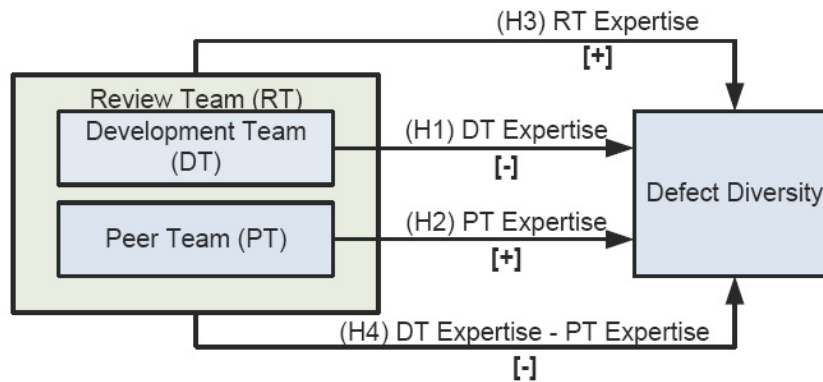 (H3) RT Expertise
[+]
Review Team (RT)
Development Team
(DT)
(H1) DT Expertise
[-]
Defect Diversity
Peer Team (PT)
(H2) PT Expertise
[+]
(H4) DT Expertise - PT Expertise
[-]